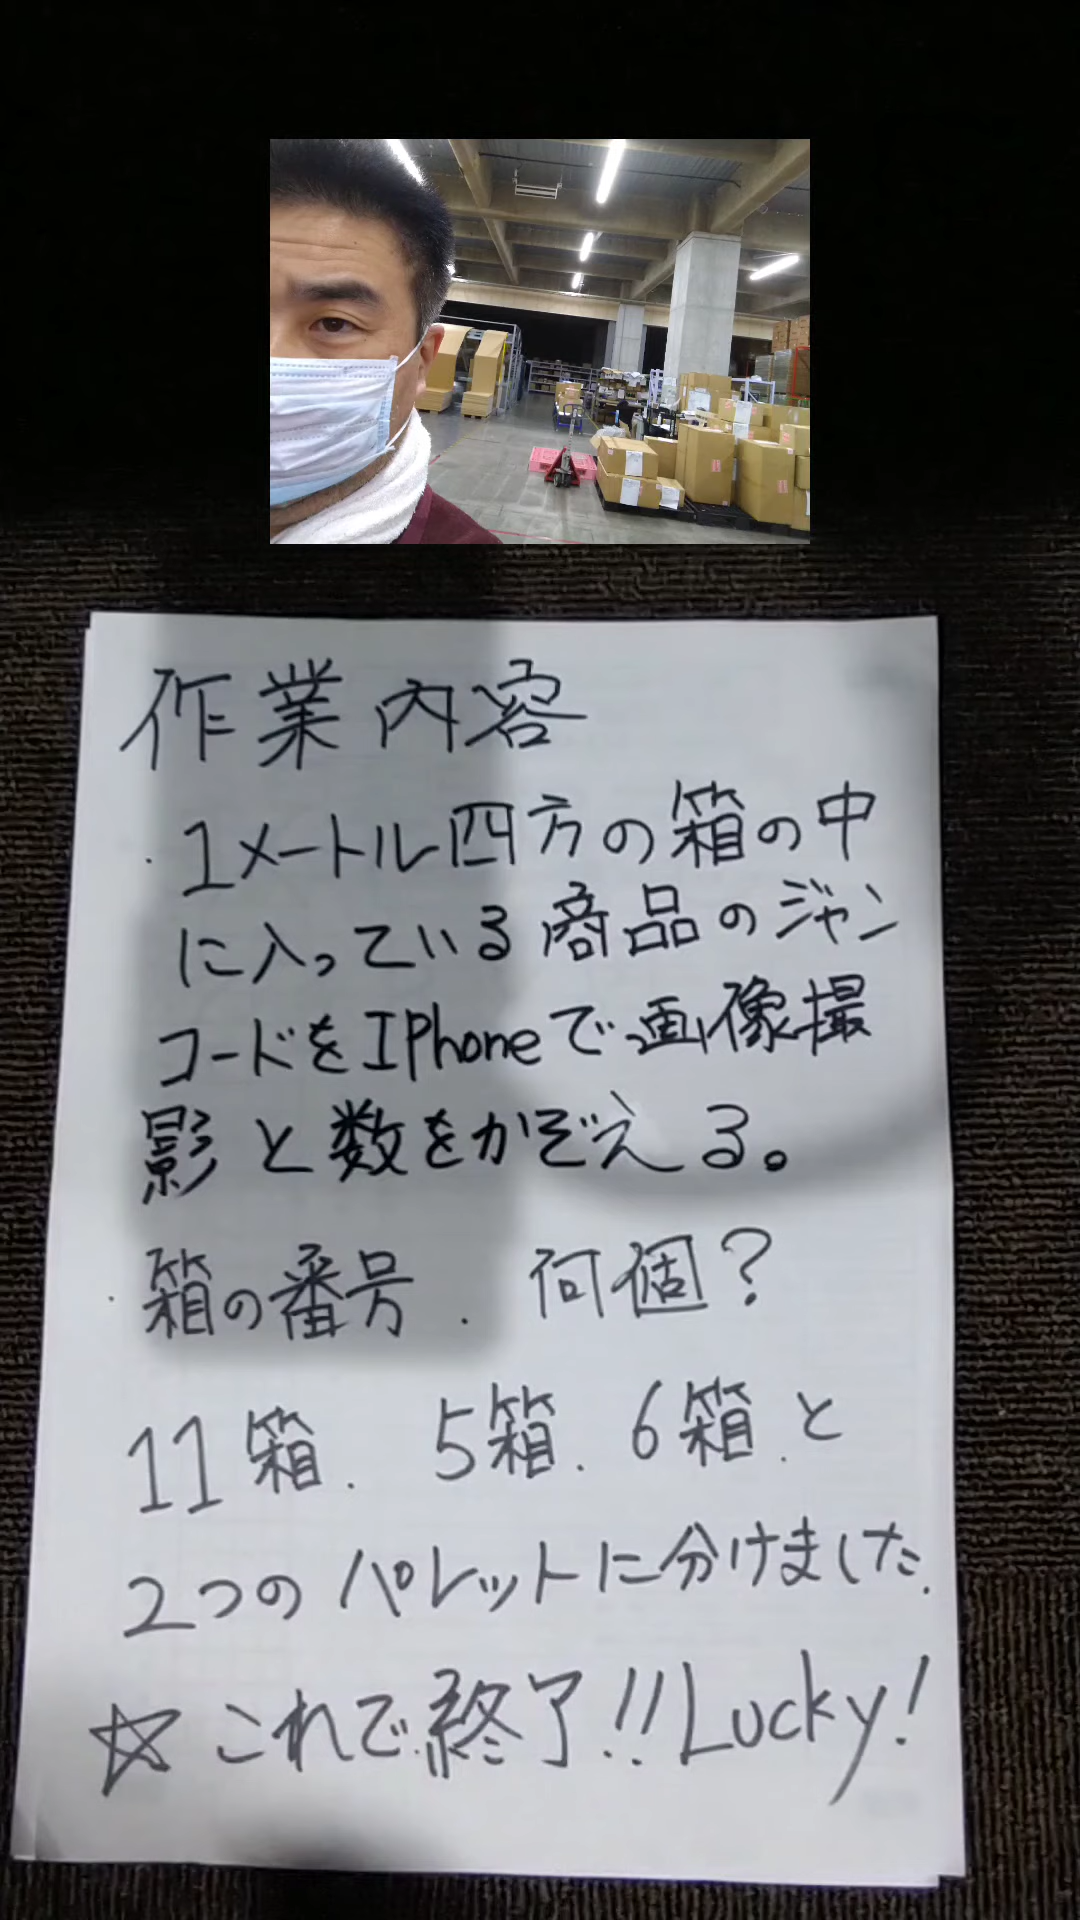 作業内容
・1メートル四方の箱の中
に入っている商品のジャン
コードをIPhoneで画像撮
影と数をかぞえる。
・箱の番号．何個？
11箱．5箱．6箱．と
2つのパレットに分けました．
☆これで終了!!Lucky!